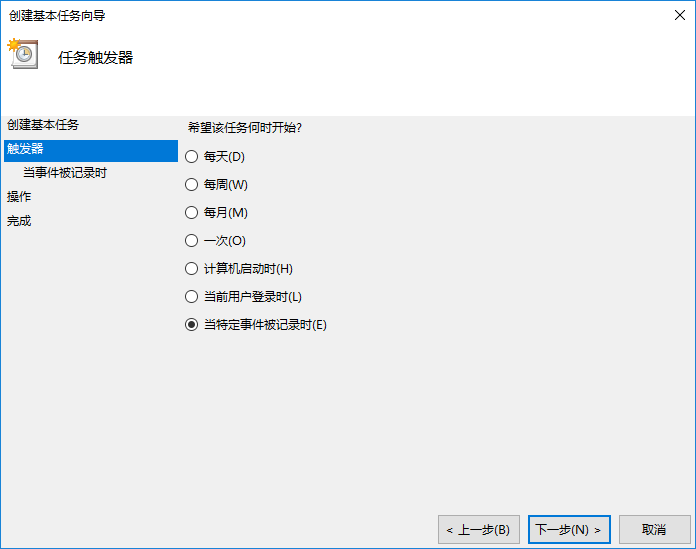 创建基本任务向导
任务触发器
创建基本任务
触发器
当事件被记录时
操作
完成
希望该任务何时开始?
每天(D)
每周(W)
每月(M)
一次(O)
计算机启动时(H)
当前用户登录时(L)
当特定事件被记录时(E)
< 上一步(B)
下一步(N) >
取消